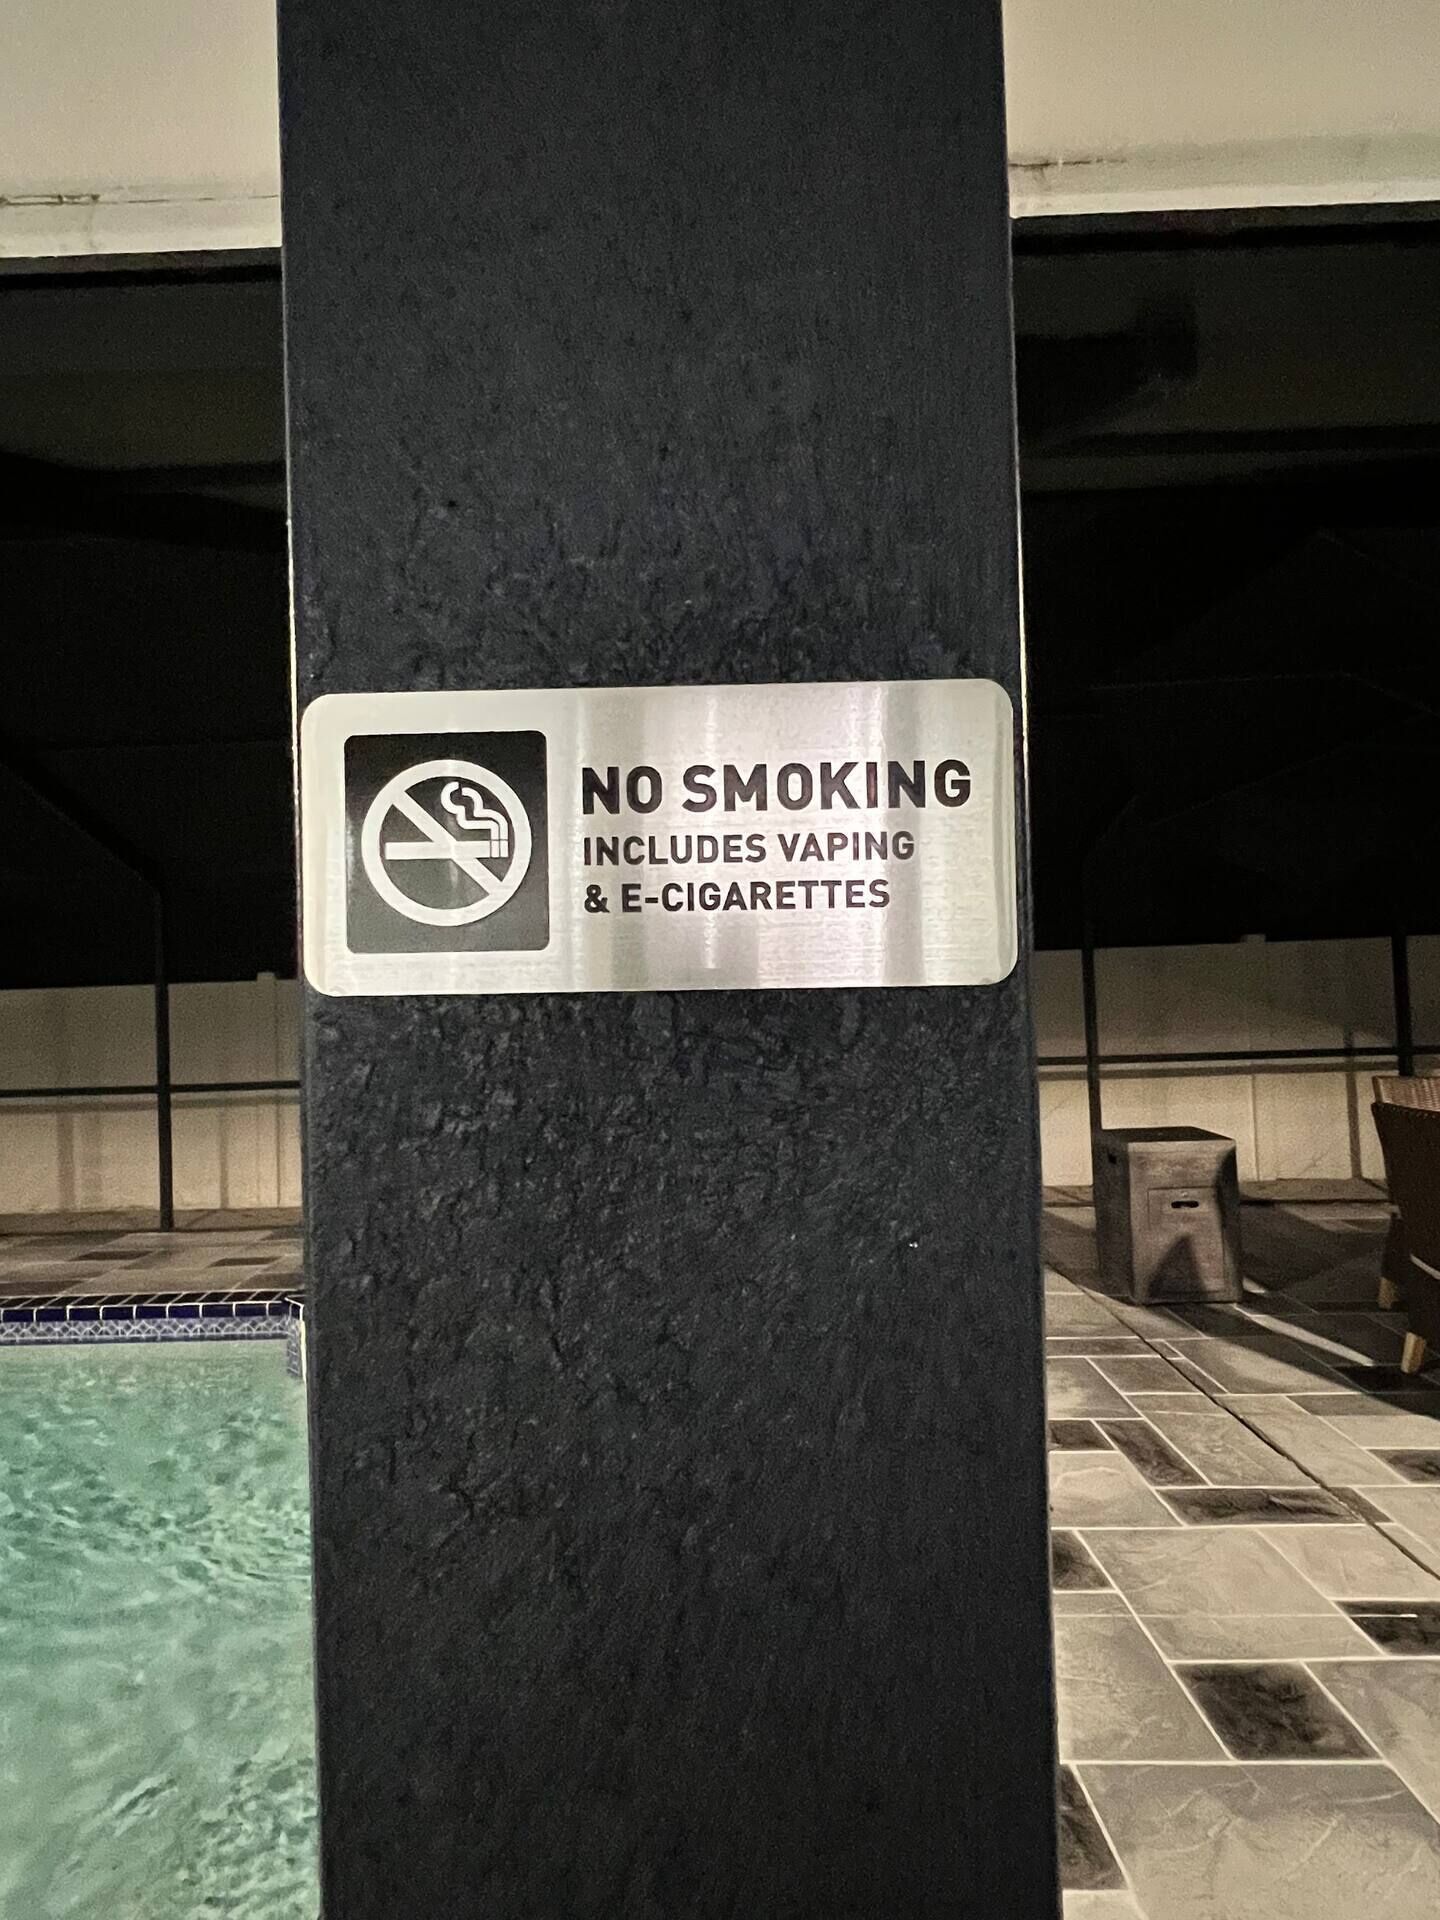 NO SMOKING
INCLUDES VAPING
& E-CIGARETTES